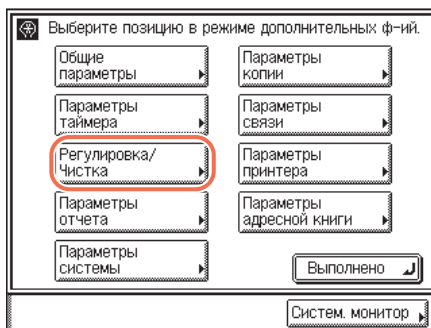 Выберите позицию в режиме дополнительных ф-ий.
Общие
параметры
Параметры
копии
Параметры
таймера
Параметры
связи
Регулировка/
Чистка
Параметры
принтера
Параметры
отчета
Параметры
адресной книги
Параметры
системы
Выполнено
Систем. монитор